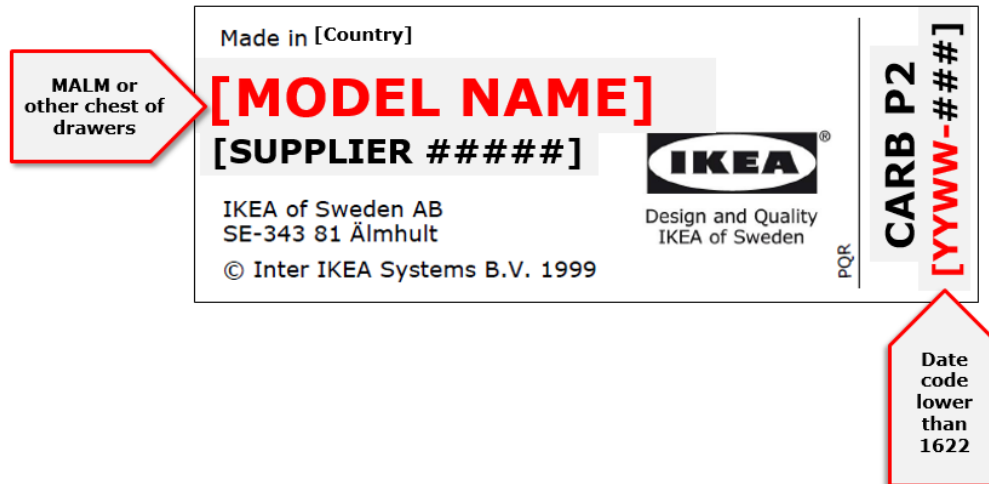 Made in [Country]
MALM or
other chest of
drawers
[MODEL NAME]
[SUPPLIER #####]
IKEA of Sweden AB
SE-343 81 Älmhult
© Inter IKEA Systems B.V. 1999
IKEA®
Design and Quality
IKEA of Sweden
PQR
CARB P2
[YYWW-###]
Date
code
lower
than
1622